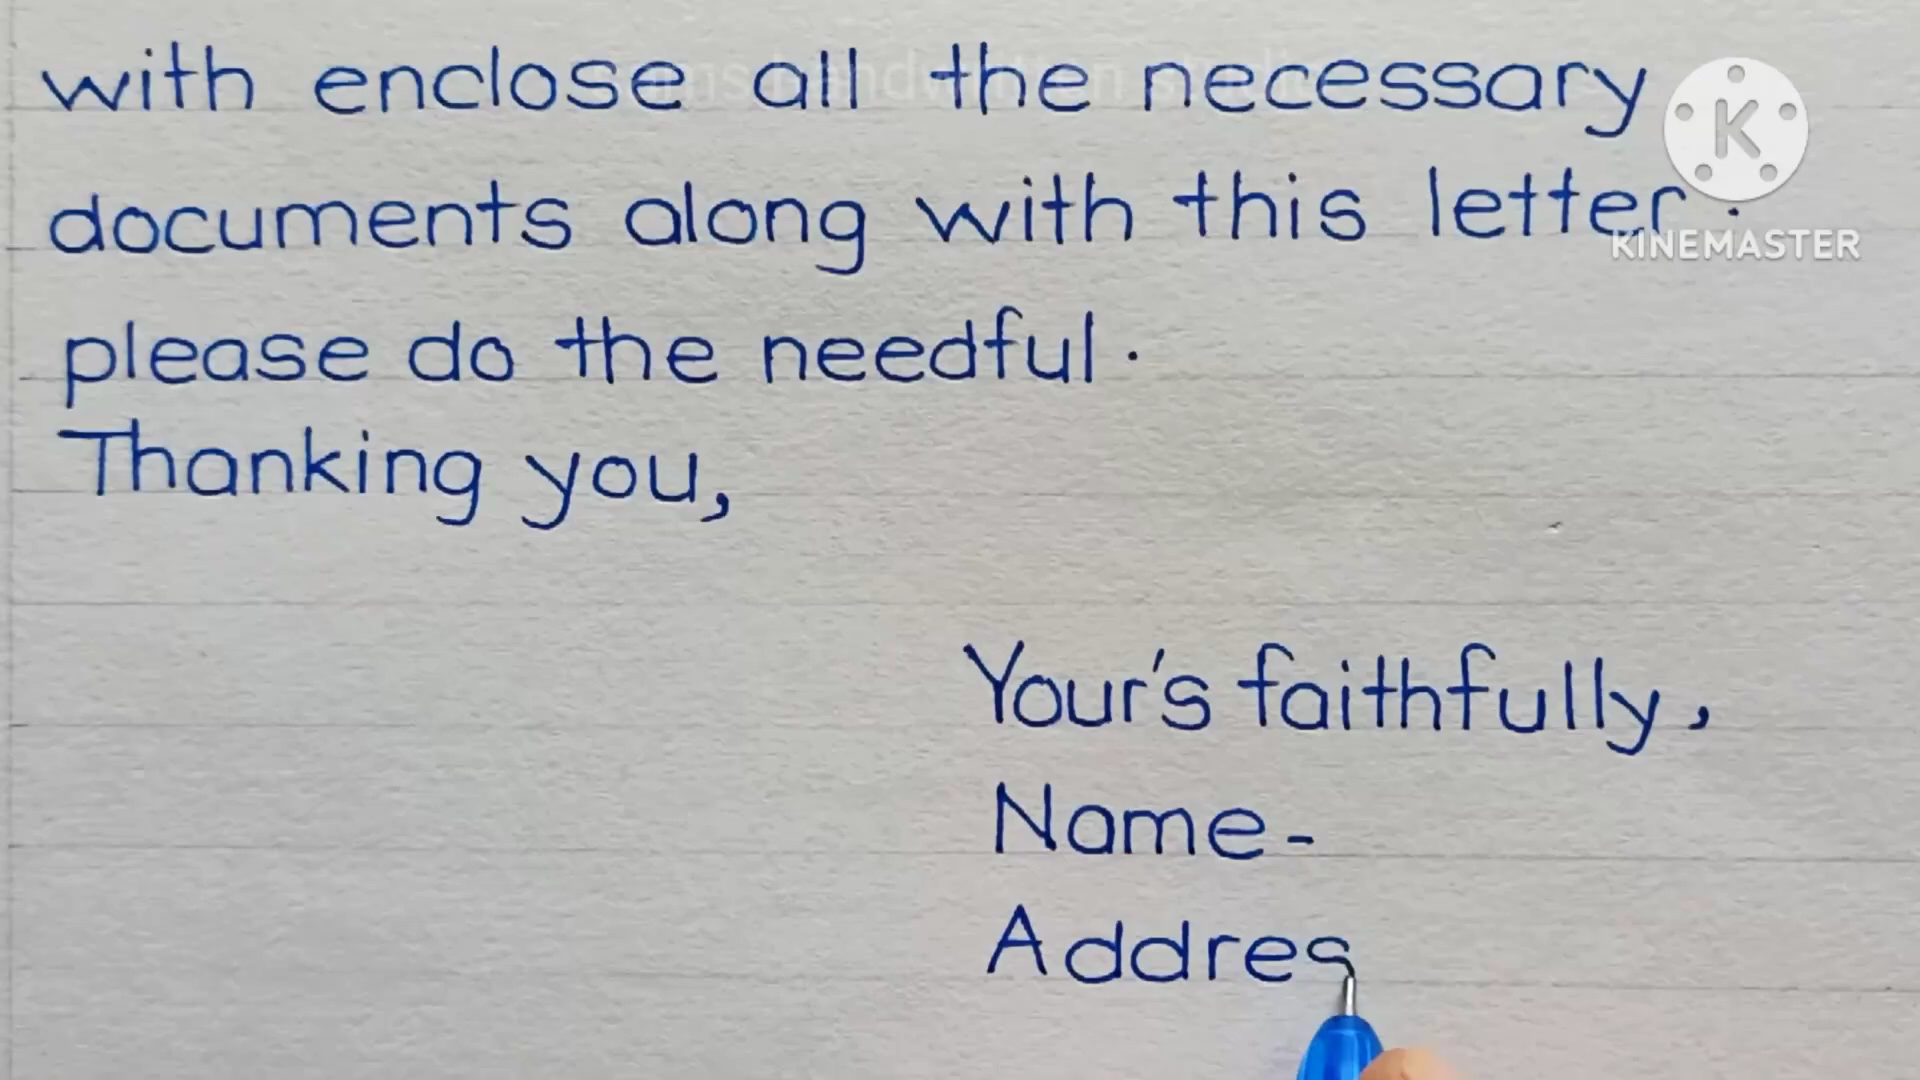 with enclose all the necessary
K
documents along with this letter.
KINEMASTER
please do the needful.
Thanking you,
Your's faithfully,
Name-
Addres